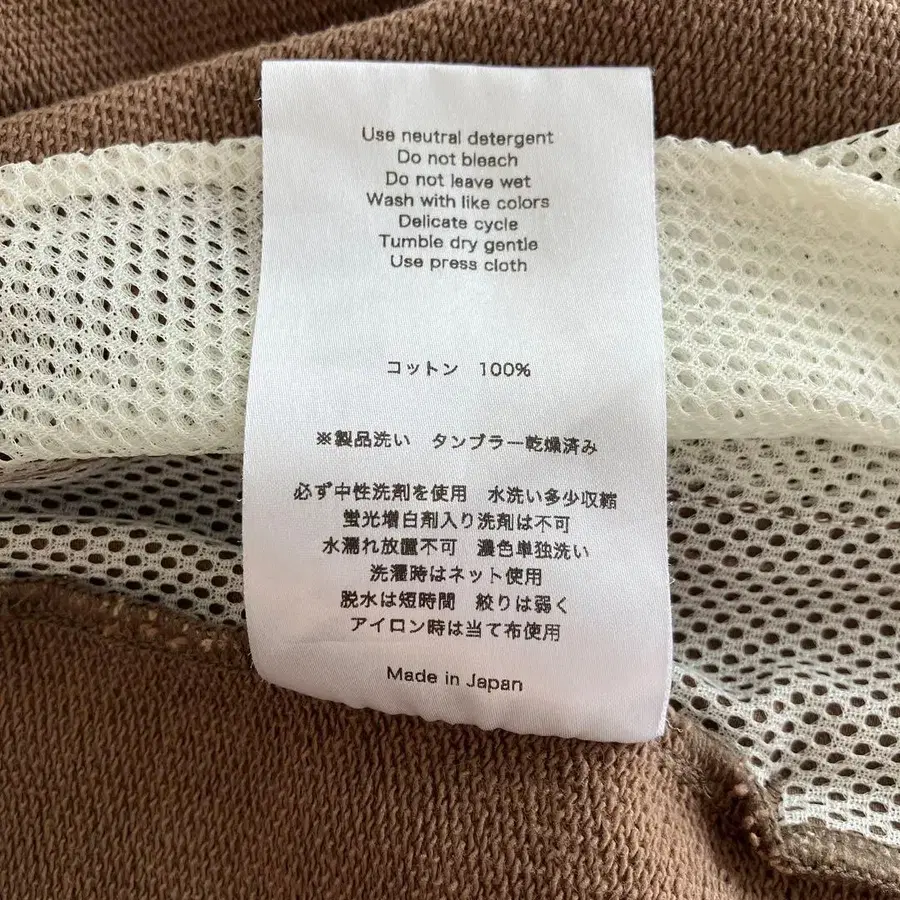 Use neutral detergent
Do not bleach
Do not leave wet
Wash with like colors
Delicate cycle
Tumble dry gentle
Use press cloth
コットン 100%
※製品洗い タンブラー乾燥済み
必ず中性洗剤を使用 水洗い多少収縮
蛍光増白剤入り洗剤は不可
水濡れ放置不可 濃色単独洗い
洗濯時はネット使用
脱水は短時間 絞りは弱く
アイロン時は当て布使用
Made in Japan